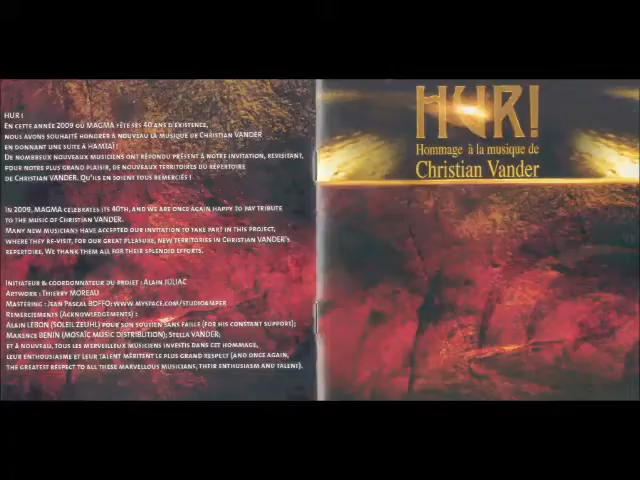 HUR !
EN CETTE ANNÉE 2009 OÙ MAGMA FÊTE SES 40 ANS D'EXISTENCE,
NOUS AVONS SOUHAITÉ HONORER À NOUVEAU LA MUSIQUE DE CHRISTIAN VANDER
EN DONNANT UNE SUITE À HAMTAÏ !
DE NOMBREUX NOUVEAUX MUSICIENS ONT RÉPONDU PRÉSENT À NOTRE INVITATION, REVISITANT,
POUR NOTRE PLUS GRAND PLAISIR, DE NOUVEAUX TERRITOIRES DU RÉPERTOIRE
DE CHRISTIAN VANDER. QU'ILS EN SOIENT TOUS REMERCIÉS !
IN 2009, MAGMA CELEBRATES ITS 40TH, AND WE ARE ONCE AGAIN HAPPY TO PAY TRIBUTE
TO THE MUSIC OF CHRISTIAN VANDER.
MANY NEW MUSICIANS HAVE ACCEPTED OUR INVITATION TO TAKE PART IN THIS PROJECT,
WHERE THEY RE-VISIT, FOR OUR GREAT PLEASURE, NEW TERRITORIES IN CHRISTIAN VANDER'S
REPERTOIRE. WE THANK THEM ALL FOR THEIR SPLENDID EFFORTS.
INITIATEUR & COORDONNATEUR DU PROJET : ALAIN JULIAC
ARTWORK : THIERRY MOREAU
MASTERING : JEAN PASCAL BOFFO: WWW.MYSPACE.COM/STUDIOAMPER
REMERCIEMENTS (ACKNOWLEDGEMENTS) :
ALAIN LEBON (SOLEIL ZEUHL) POUR SON SOUTIEN SANS FAILLE (FOR HIS CONSTANT SUPPORT);
MAXENCE BENIN (MOSAÏC MUSIC DISTRIBUTION); STELLA VANDER;
ET À NOUVEAU, TOUS LES MERVEILLEUX MUSICIENS INVESTIS DANS CET HOMMAGE,
LEUR ENTHOUSIASME ET LEUR TALENT MÉRITENT LE PLUS GRAND RESPECT (AND ONCE AGAIN,
THE GREATEST RESPECT TO ALL THESE MARVELLOUS MUSICIANS, THEIR ENTHUSIASM AND TALENT).
HUR!
Hommage à la musique de
Christian Vander